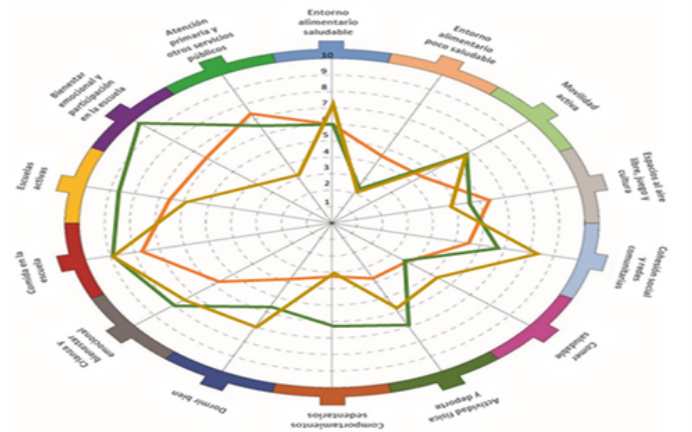 Entorno
alimentario
saludable
Entorno
alimentario
poco saludable
Movilidad
activa
Espacios al aire
libre, juego y
cultura
Cohesión social
y redes
comunitarias
Comer
saludable
Actividad física
y deporte
Comportamientos
sedentarios
Dormir bien
Crianza y
bienestar
emocional
Comida en la
escuela
Escuelas
activas
Bienestar
emocional y
participación
en la escuela
Atención
primaria y
otros servicios
públicos
10
9
8
7
5
4
3
2
1